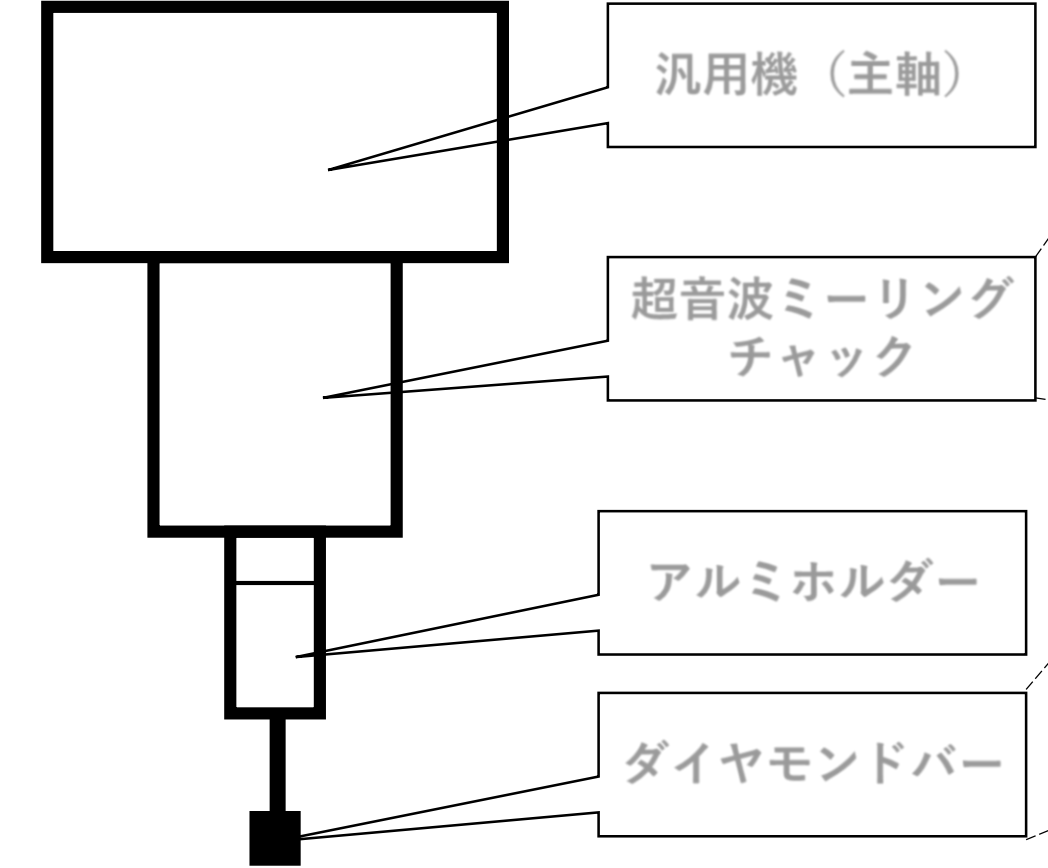 汎用機（主軸）
超音波ミーリング
チャック
アルミホルダー
ダイヤモンドバー